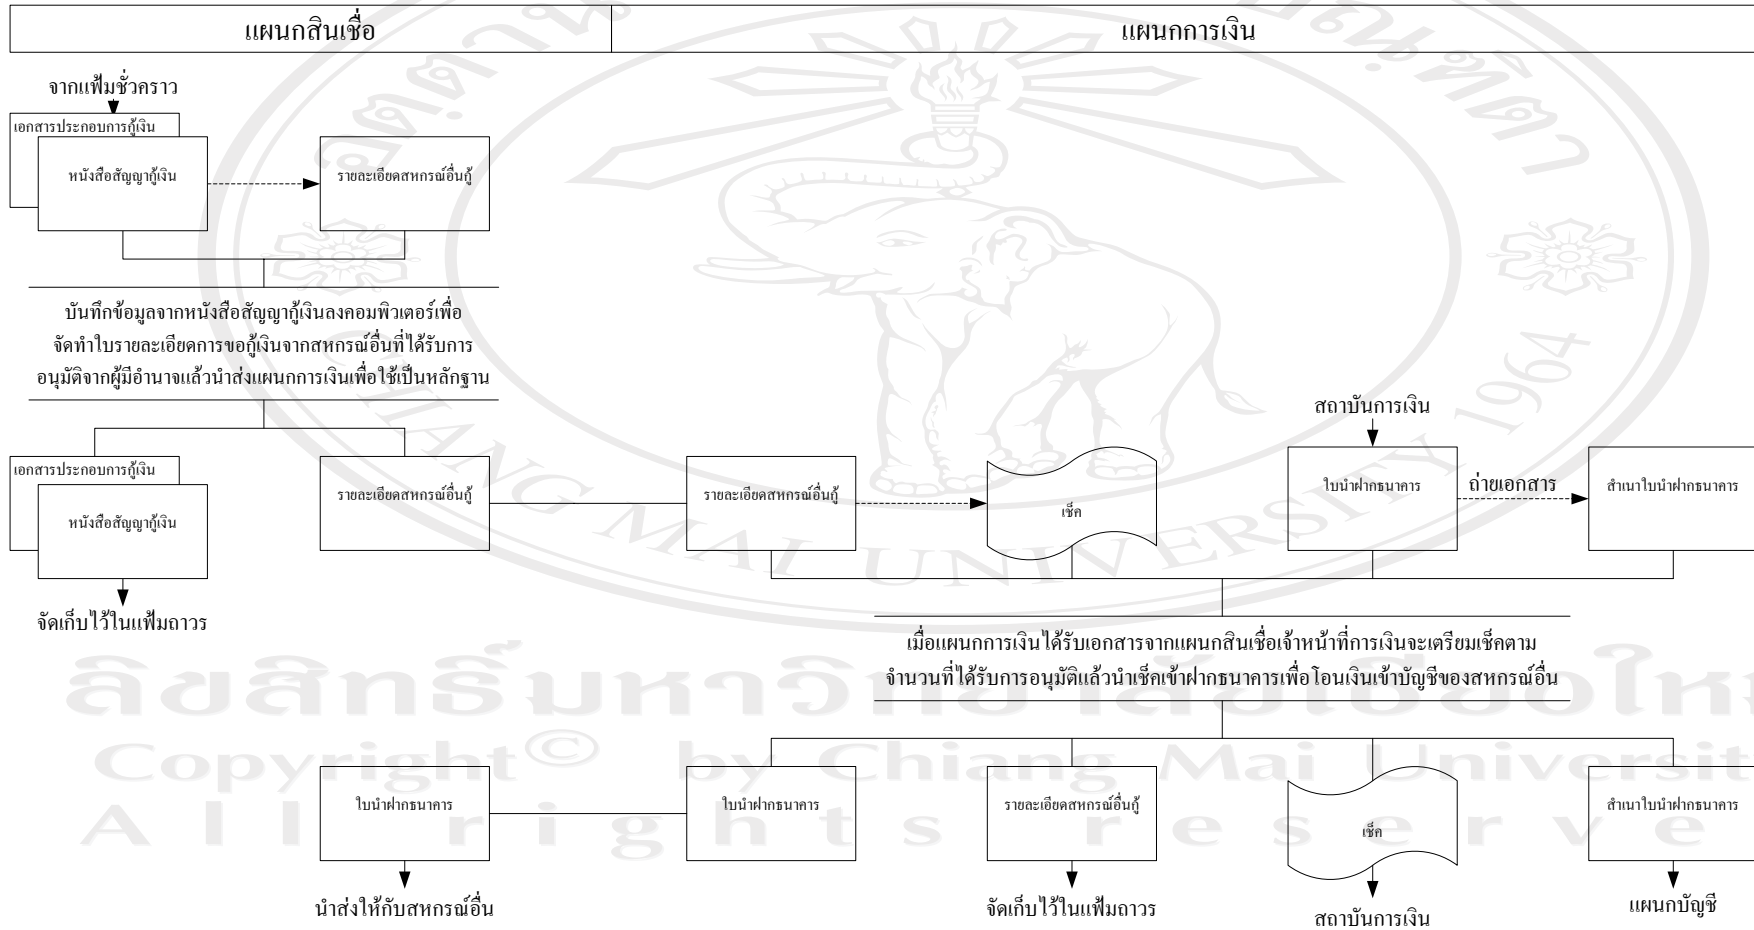 แผนกสินเชื่อ
แผนกการเงิน
จากแฟ้มชั่วคราว
เอกสารประกอบการกู้เงิน
หนังสือสัญญากู้เงิน
รายละเอียดสหกรณ์อื่นกู้
บันทึกข้อมูลจากหนังสือสัญญากู้เงินลงคอมพิวเตอร์เพื่อ
จัดทำใบรายละเอียดการขอกู้เงินจากสหกรณ์อื่นที่ได้รับการ
อนุมัติจากผู้มีอำนาจแล้วนำส่งแผนกการเงินเพื่อใช้เป็นหลักฐาน
เอกสารประกอบการกู้เงิน
หนังสือสัญญากู้เงิน
จัดเก็บไว้ในแฟ้มถาวร
รายละเอียดสหกรณ์อื่นกู้
รายละเอียดสหกรณ์อื่นกู้
เช็ค
สถาบันการเงิน
ใบนำฝากธนาคาร
ถ่ายเอกสาร
สำเนาใบนำฝากธนาคาร
เมื่อแผนกการเงินได้รับเอกสารจากแผนกสินเชื่อเจ้าหน้าที่การเงินจะเตรียมเช็คตาม
จำนวนที่ได้รับการอนุมัติแล้วนำเช็คเข้าฝากธนาคารเพื่อโอนเงินเข้าบัญชีของสหกรณ์อื่น
ใบนำฝากธนาคาร
ใบนำฝากธนาคาร
รายละเอียดสหกรณ์อื่นกู้
เช็ค
สำเนาใบนำฝากธนาคาร
นำส่งให้กับสหกรณ์อื่น
จัดเก็บไว้ในแฟ้มถาวร
สถาบันการเงิน
แผนกบัญชี
CHIANG MAI UNIVERSITY 1964
ลิขสิทธิ์มหาวิทยาลัยเชียงให
Copyright© by Chiang Mai Universit
All rights reserve